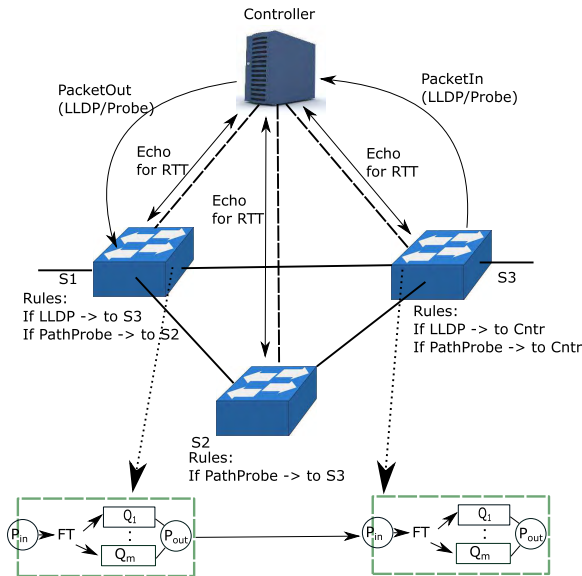 Controller
PacketOut
(LLDP/Probe)
PacketIn
(LLDP/Probe)
Echo
for RTT
Echo
for RTT
Echo
for RTT
S1
Rules:
If LLDP -> to S3
If PathProbe -> to S2
S3
Rules:
If LLDP -> to Cntr
If PathProbe -> to Cntr
S2
Rules:
If PathProbe -> to S3
Pin
FT
Q1
⋮
Qm
Pout
Pin
FT
Q1
⋮
Qm
Pout